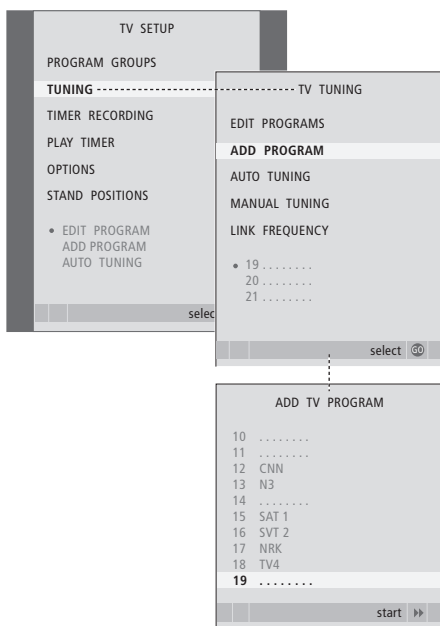 TV SETUP
PROGRAM GROUPS
TUNING
TIMER RECORDING
PLAY TIMER
OPTIONS
STAND POSITIONS
• EDIT PROGRAM
ADD PROGRAM
AUTO TUNING
selec
TV TUNING
EDIT PROGRAMS
ADD PROGRAM
AUTO TUNING
MANUAL TUNING
LINK FREQUENCY
• 19 . . . . . . . .
20 . . . . . . . .
21 . . . . . . . .
select GO
ADD TV PROGRAM
10 . . . . . . . .
11 . . . . . . . .
12 CNN
13 N3
14 . . . . . . . .
15 SAT 1
16 SVT 2
17 NRK
18 TV4
19 . . . . . . . .
start